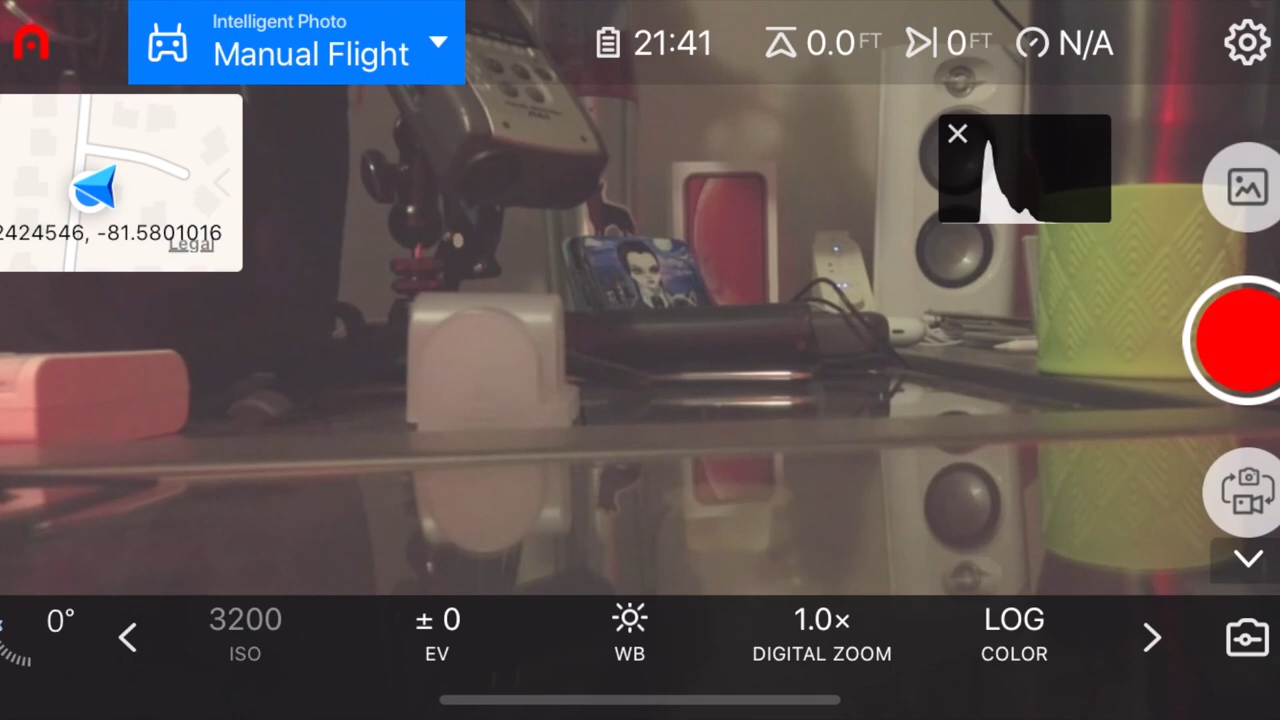 Intelligent Photo
Manual Flight
21:41
0.0FT
0FT
N/A
2424546, -81.5801016
Legal
0°
3200
ISO
± 0
EV
WB
1.0×
DIGITAL ZOOM
LOG
COLOR